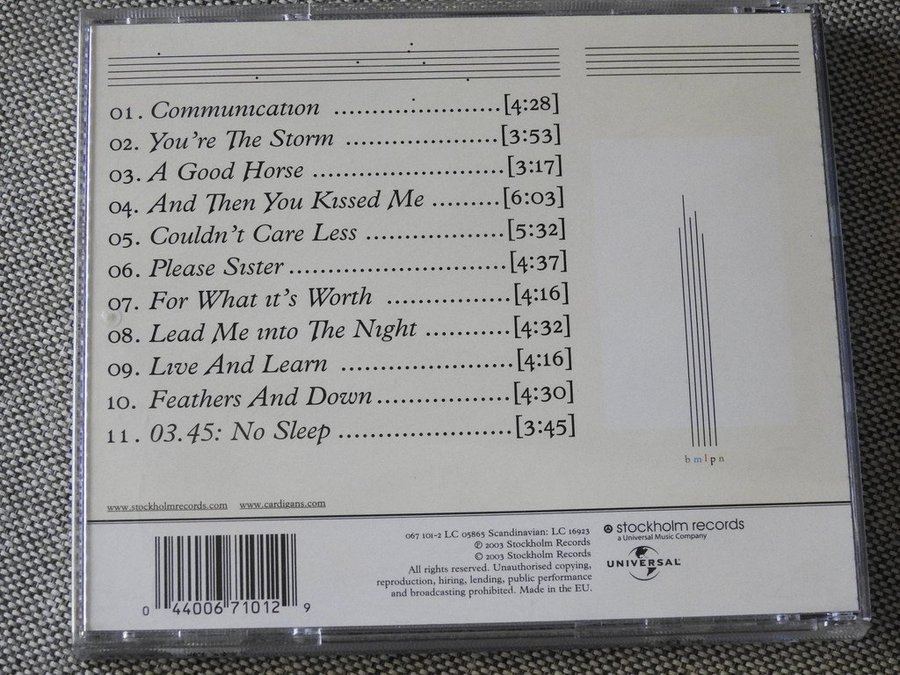 01. Communication ........................[4:28]
02. You're The Storm ......................[3:53]
03. A Good Horse ............................[3:17]
04. And Then You Kissed Me .........[6:03]
05. Couldn't Care Less ....................[5:32]
06. Please Sister ................................[4:37]
07. For What it's Worth ..................[4:16]
08. Lead Me into The Night ............[4:32]
09. Live And Learn .........................[4:16]
10. Feathers And Down ...................[4:30]
11. 03.45: No Sleep .........................[3:45]
b m l p n
www.stockholmrecords.com www.cardigans.com
067 101-2 LC 05865 Scandinavian: LC 16923
℗ 2003 Stockholm Records
© 2003 Stockholm Records
All rights reserved. Unauthorised copying,
reproduction, hiring, lending, public performance
and broadcasting prohibited. Made in the EU.
stockholm records
a Universal Music Company
UNIVERSAL
0 44006 71012 9